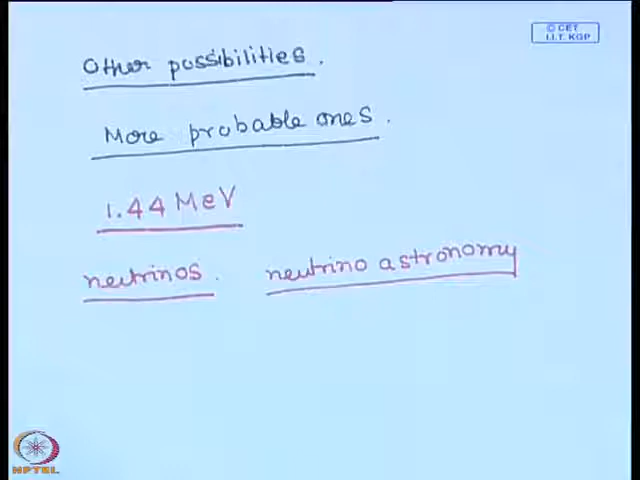 © CET
I.I.T. KGP
Other possibilities.
More probable ones.
1.44 MeV
neutrinos. neutrino astronomy
NPTEL